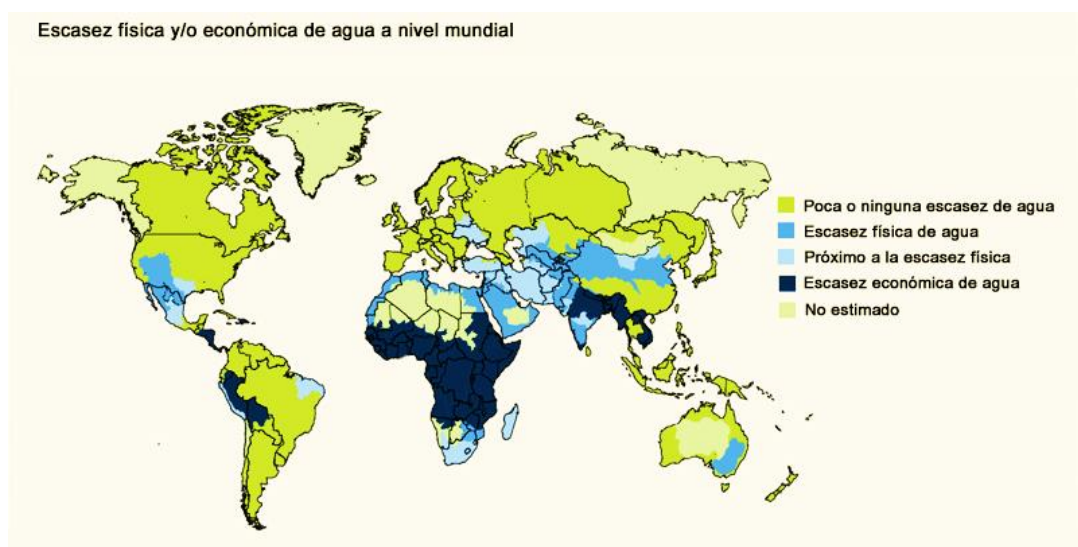 Escasez física y/o económica de agua a nivel mundial
Poca o ninguna escasez de agua
Escasez física de agua
Próximo a la escasez física
Escasez económica de agua
No estimado